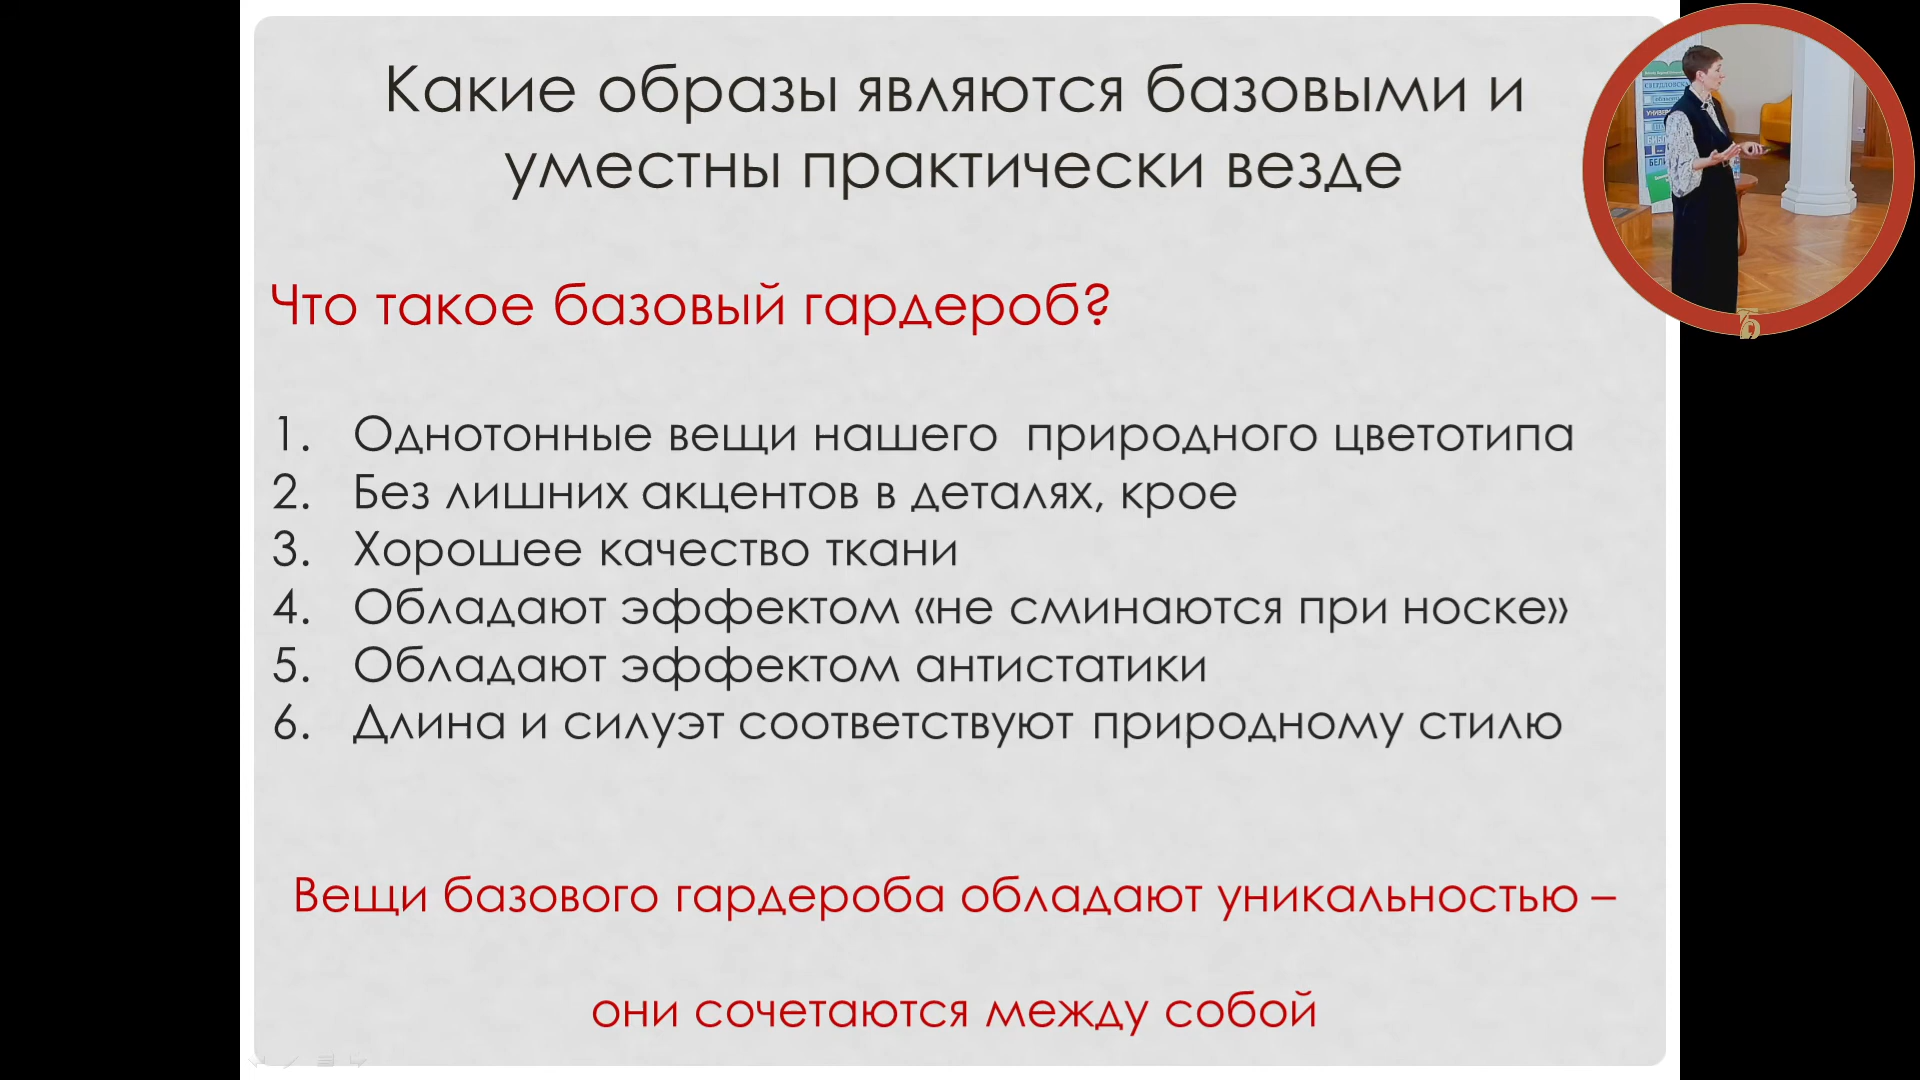 Какие образы являются базовыми и
уместны практически везде
Что такое базовый гардероб?
1. Однотонные вещи нашего природного цветотипа
2. Без лишних акцентов в деталях, крое
3. Хорошее качество ткани
4. Обладают эффектом «не сминаются при носке»
5. Обладают эффектом антистатики
6. Длина и силуэт соответствуют природному стилю
Вещи базового гардероба обладают уникальностью –
они сочетаются между собой